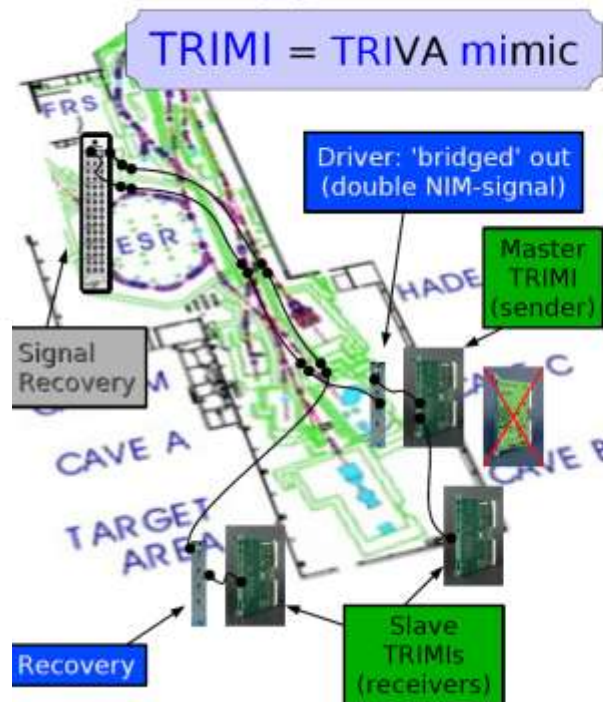 TRIMI = TRIVA mimic
FRS
Driver: 'bridged' out
(double NIM-signal)
ESR
Master
TRIMI
(sender)
HADE
Signal
Recovery
M
CAVE C
CAVE A
CAVE B
TARGET
AREA
Recovery
Slave
TRIMIs
(receivers)